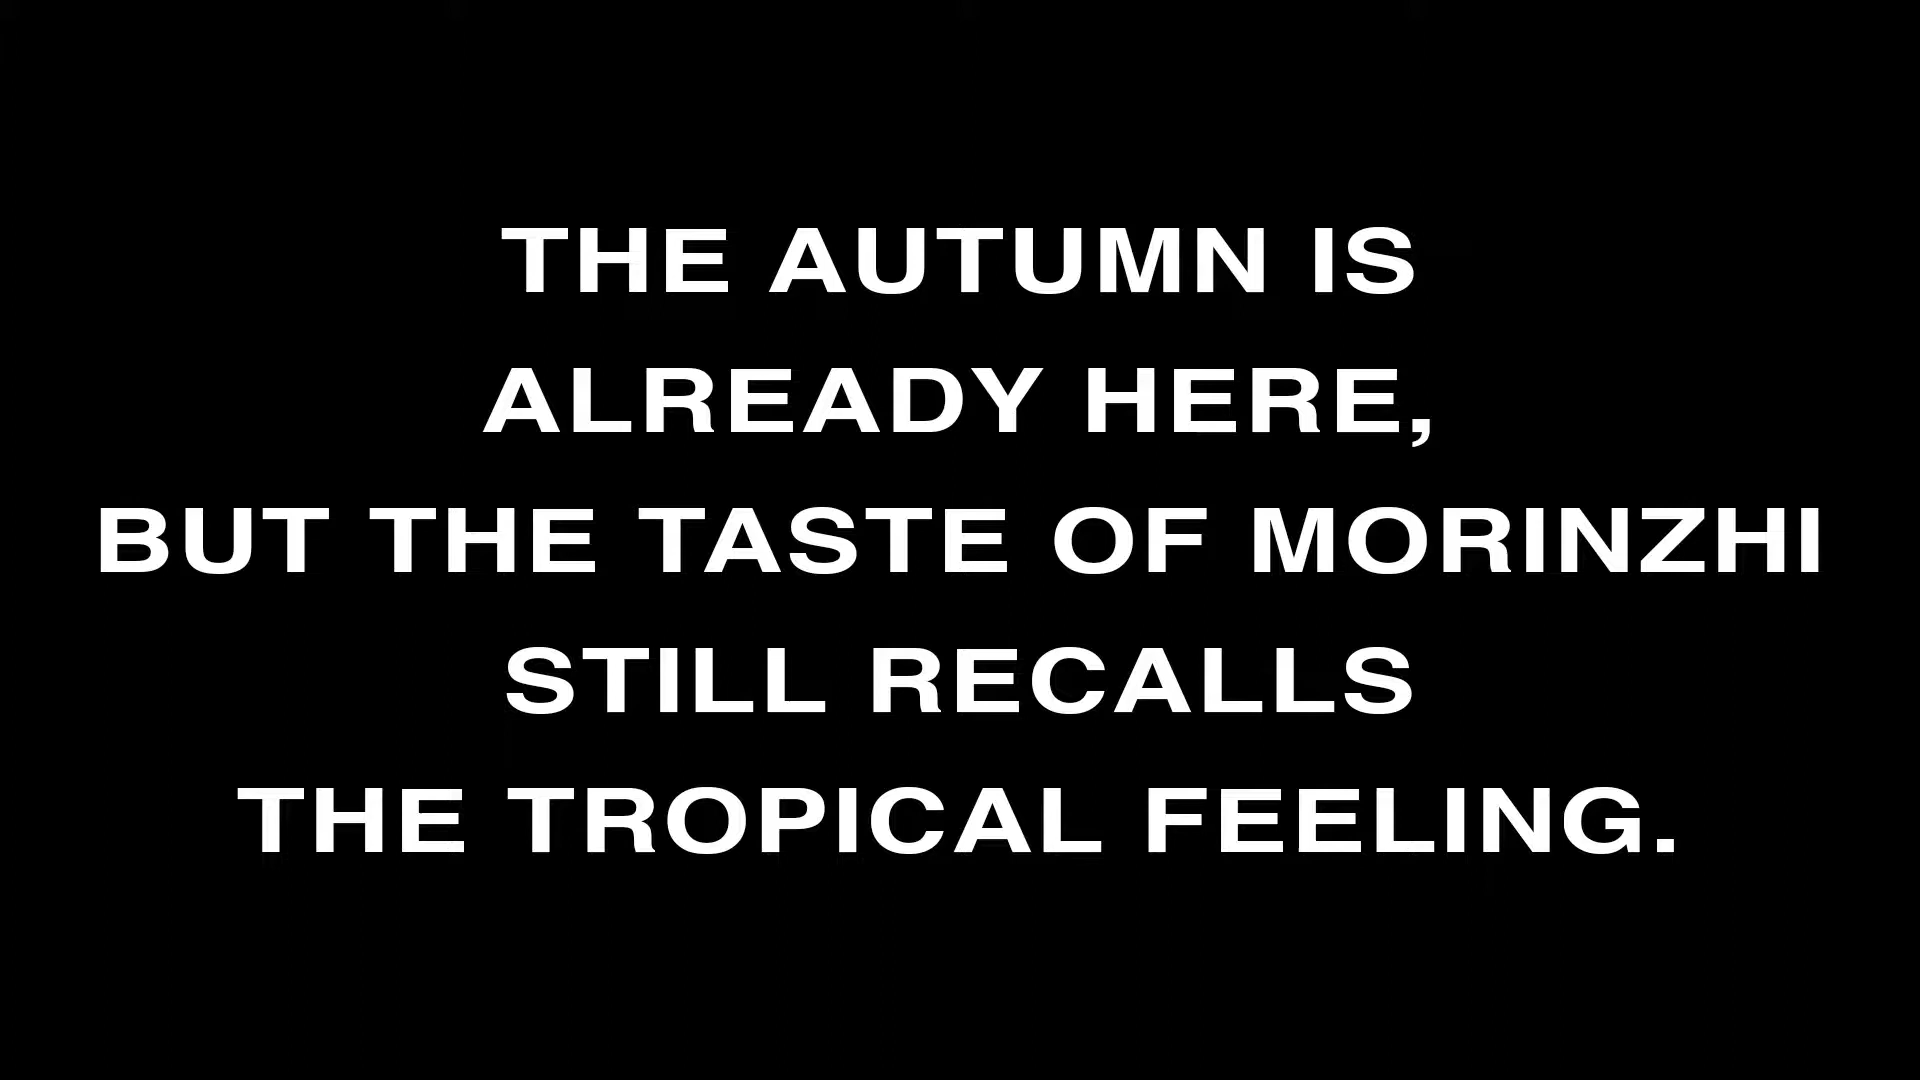 THE AUTUMN IS
ALREADY HERE,
BUT THE TASTE OF MORINZHI
STILL RECALLS
THE TROPICAL FEELING.